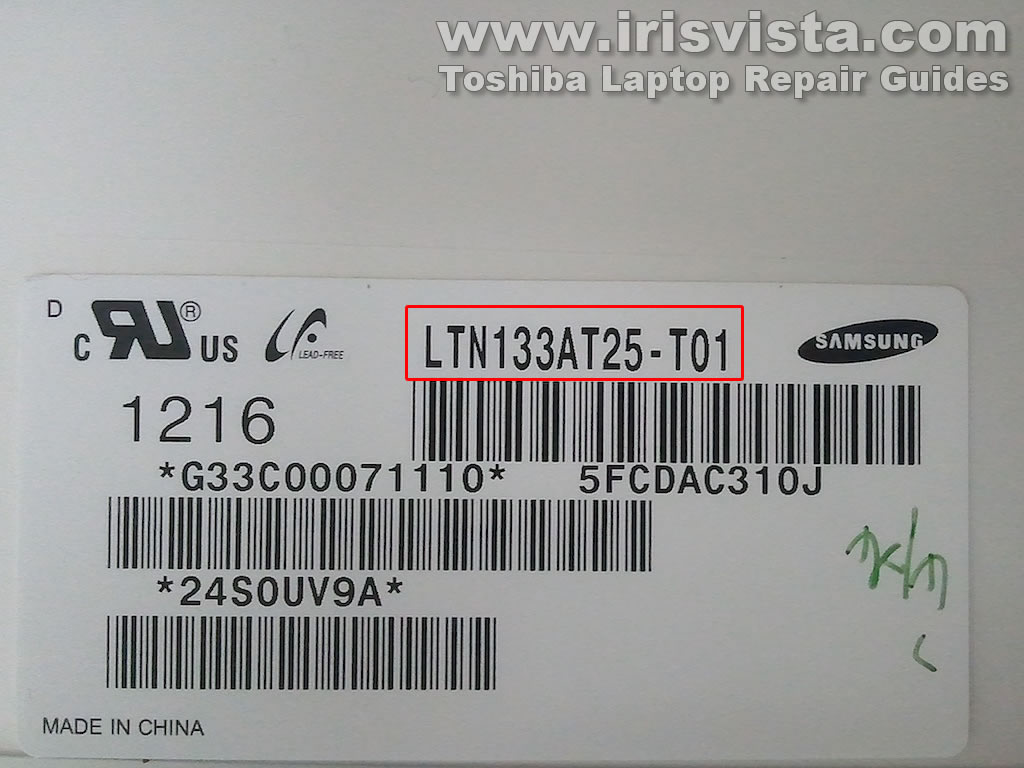 www.irisvista.com
Toshiba Laptop Repair Guides
D
C UR® US
LEAD-FREE
LTN133AT25-T01
SAMSUNG
1216
*G33C00071110* 5FCDAC310J
*24S0UV9A*
MADE IN CHINA